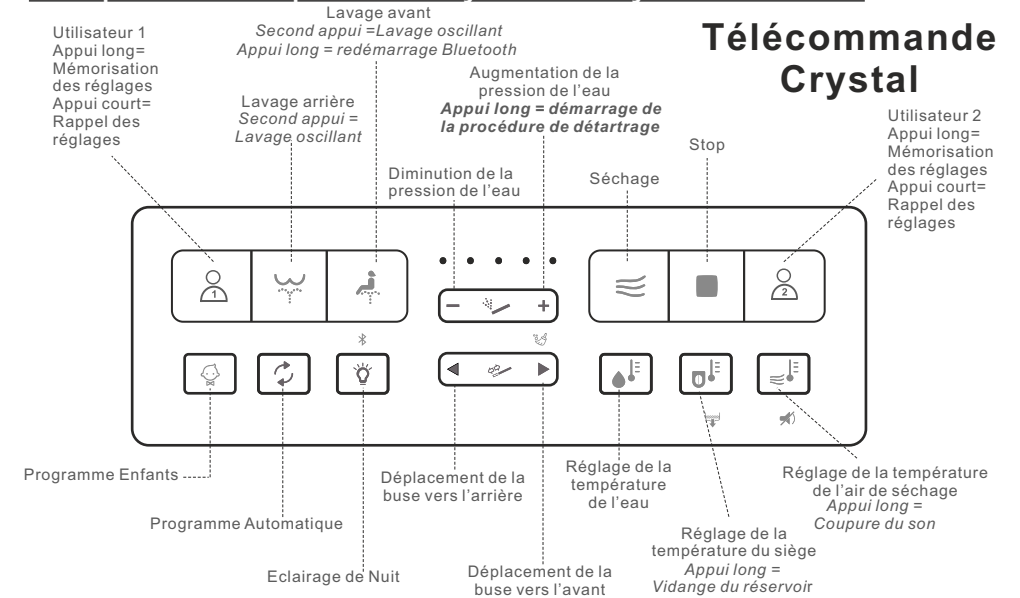 Lavage avant
Second appui =Lavage oscillant
Appui long = redémarrage Bluetooth
Télécommande
Crystal
Utilisateur 1
Appui long=
Mémorisation
des réglages
Appui court=
Rappel des
réglages
Lavage arrière
Second appui =
Lavage oscillant
Augmentation de la
pression de l'eau
Appui long = démarrage de
la procédure de détartrage
Diminution de la
pression de l'eau
Séchage
Stop
Utilisateur 2
Appui long=
Mémorisation
des réglages
Appui court=
Rappel des
réglages
1
2
Programme Enfants
Programme Automatique
Eclairage de Nuit
Déplacement de la
buse vers l'arrière
Déplacement de la
buse vers l'avant
Réglage de la
température
de l'eau
Réglage de la
température du siège
Appui long =
Vidange du réservoir
Réglage de la température
de l'air de séchage
Appui long =
Coupure du son